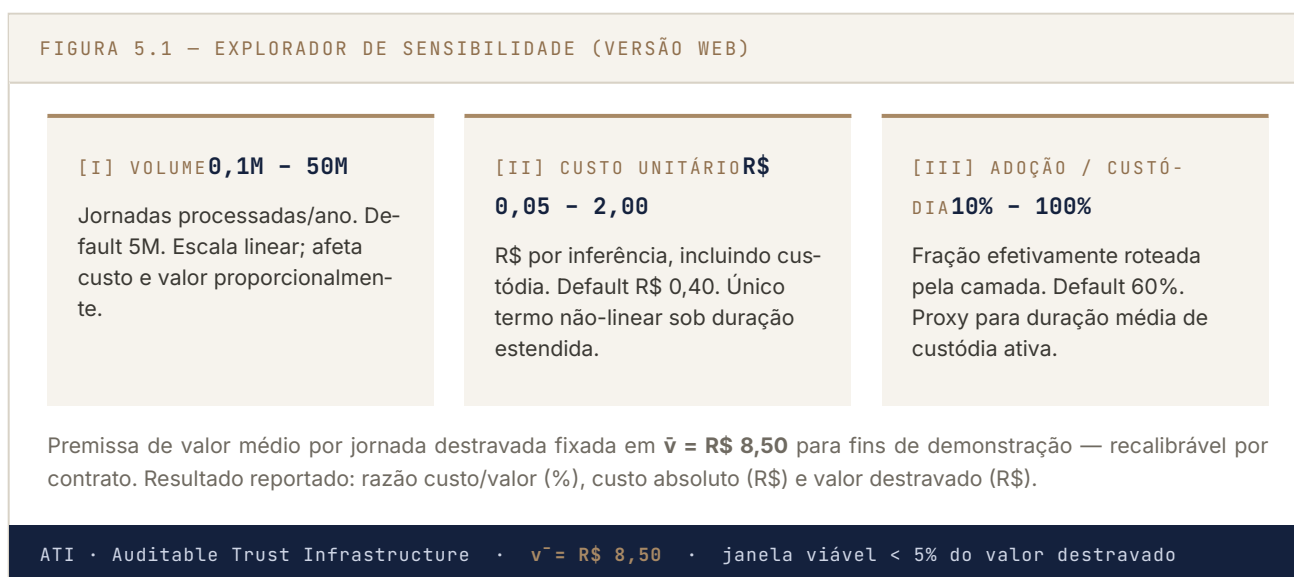 FIGURA 5.1 — EXPLORADOR DE SENSIBILIDADE (VERSÃO WEB)
[I] VOLUME0,1M – 50M
Jornadas processadas/ano. De-
fault 5M. Escala linear; afeta
custo e valor proporcionalmen-
te.
[II] CUSTO UNITÁRIOR$
0,05 – 2,00
R$ por inferência, incluindo cus-
tódia. Default R$ 0,40. Único
termo não-linear sob duração
estendida.
[III] ADOÇÃO / CUSTÓ-
DIA10% – 100%
Fração efetivamente roteada
pela camada. Default 60%.
Proxy para duração média de
custódia ativa.
Premissa de valor médio por jornada destravada fixada em v̄ = R$ 8,50 para fins de demonstração — recalibrável por
contrato. Resultado reportado: razão custo/valor (%), custo absoluto (R$) e valor destravado (R$).
ATI · Auditable Trust Infrastructure · v̄ = R$ 8,50 · janela viável < 5% do valor destravado